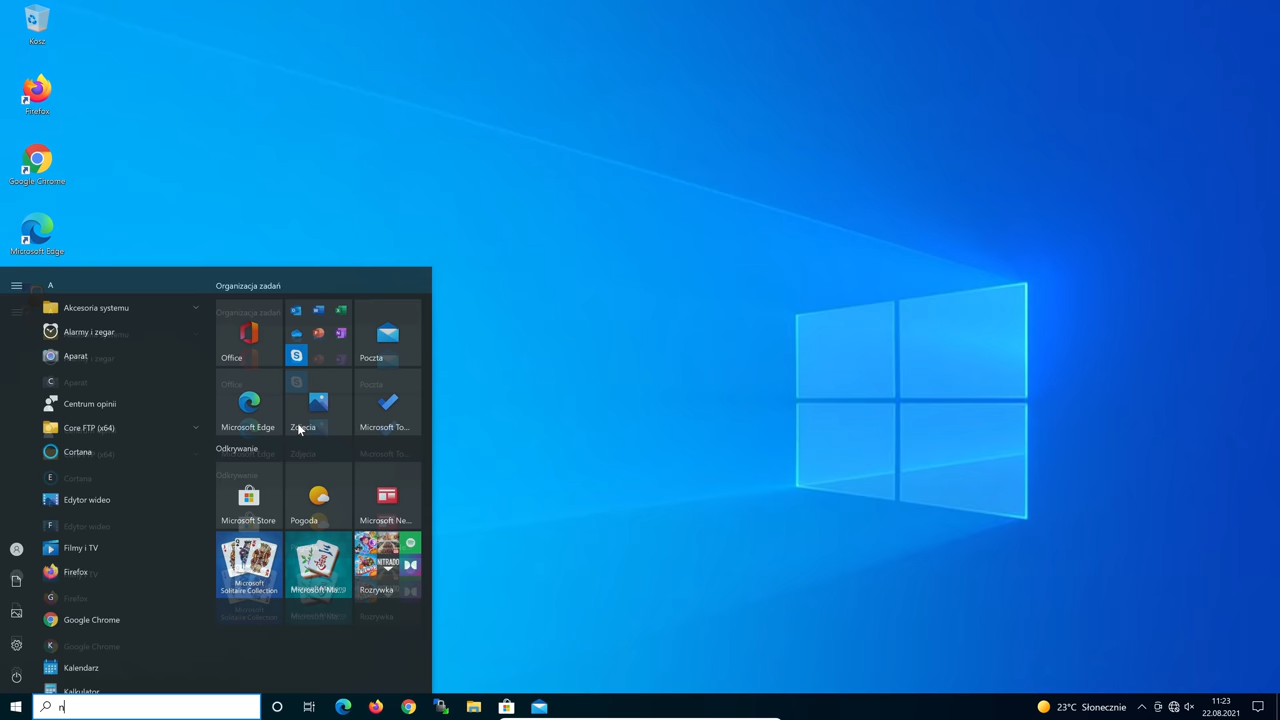 Kosz
Firefox
Google Chrome
Microsoft Edge
A
Akcesoria systemu
Alarmy i zegar
Aparat
C
Centrum opinii
Core FTP (x64)
Cortana
E
Edytor wideo
F
Filmy i TV
Firefox
G
Google Chrome
K
Kalendarz
Kalkulator
Organizacja zadań
Office
Poczta
Microsoft Edge
Zdjęcia
Microsoft To...
Odkrywanie
Microsoft Store
Pogoda
Microsoft Ne...
Microsoft
Solitaire Collection
Microsoft Ma...
NITRADO
Rozrywka
n
23°C Słonecznie
11:23
22.08.2021